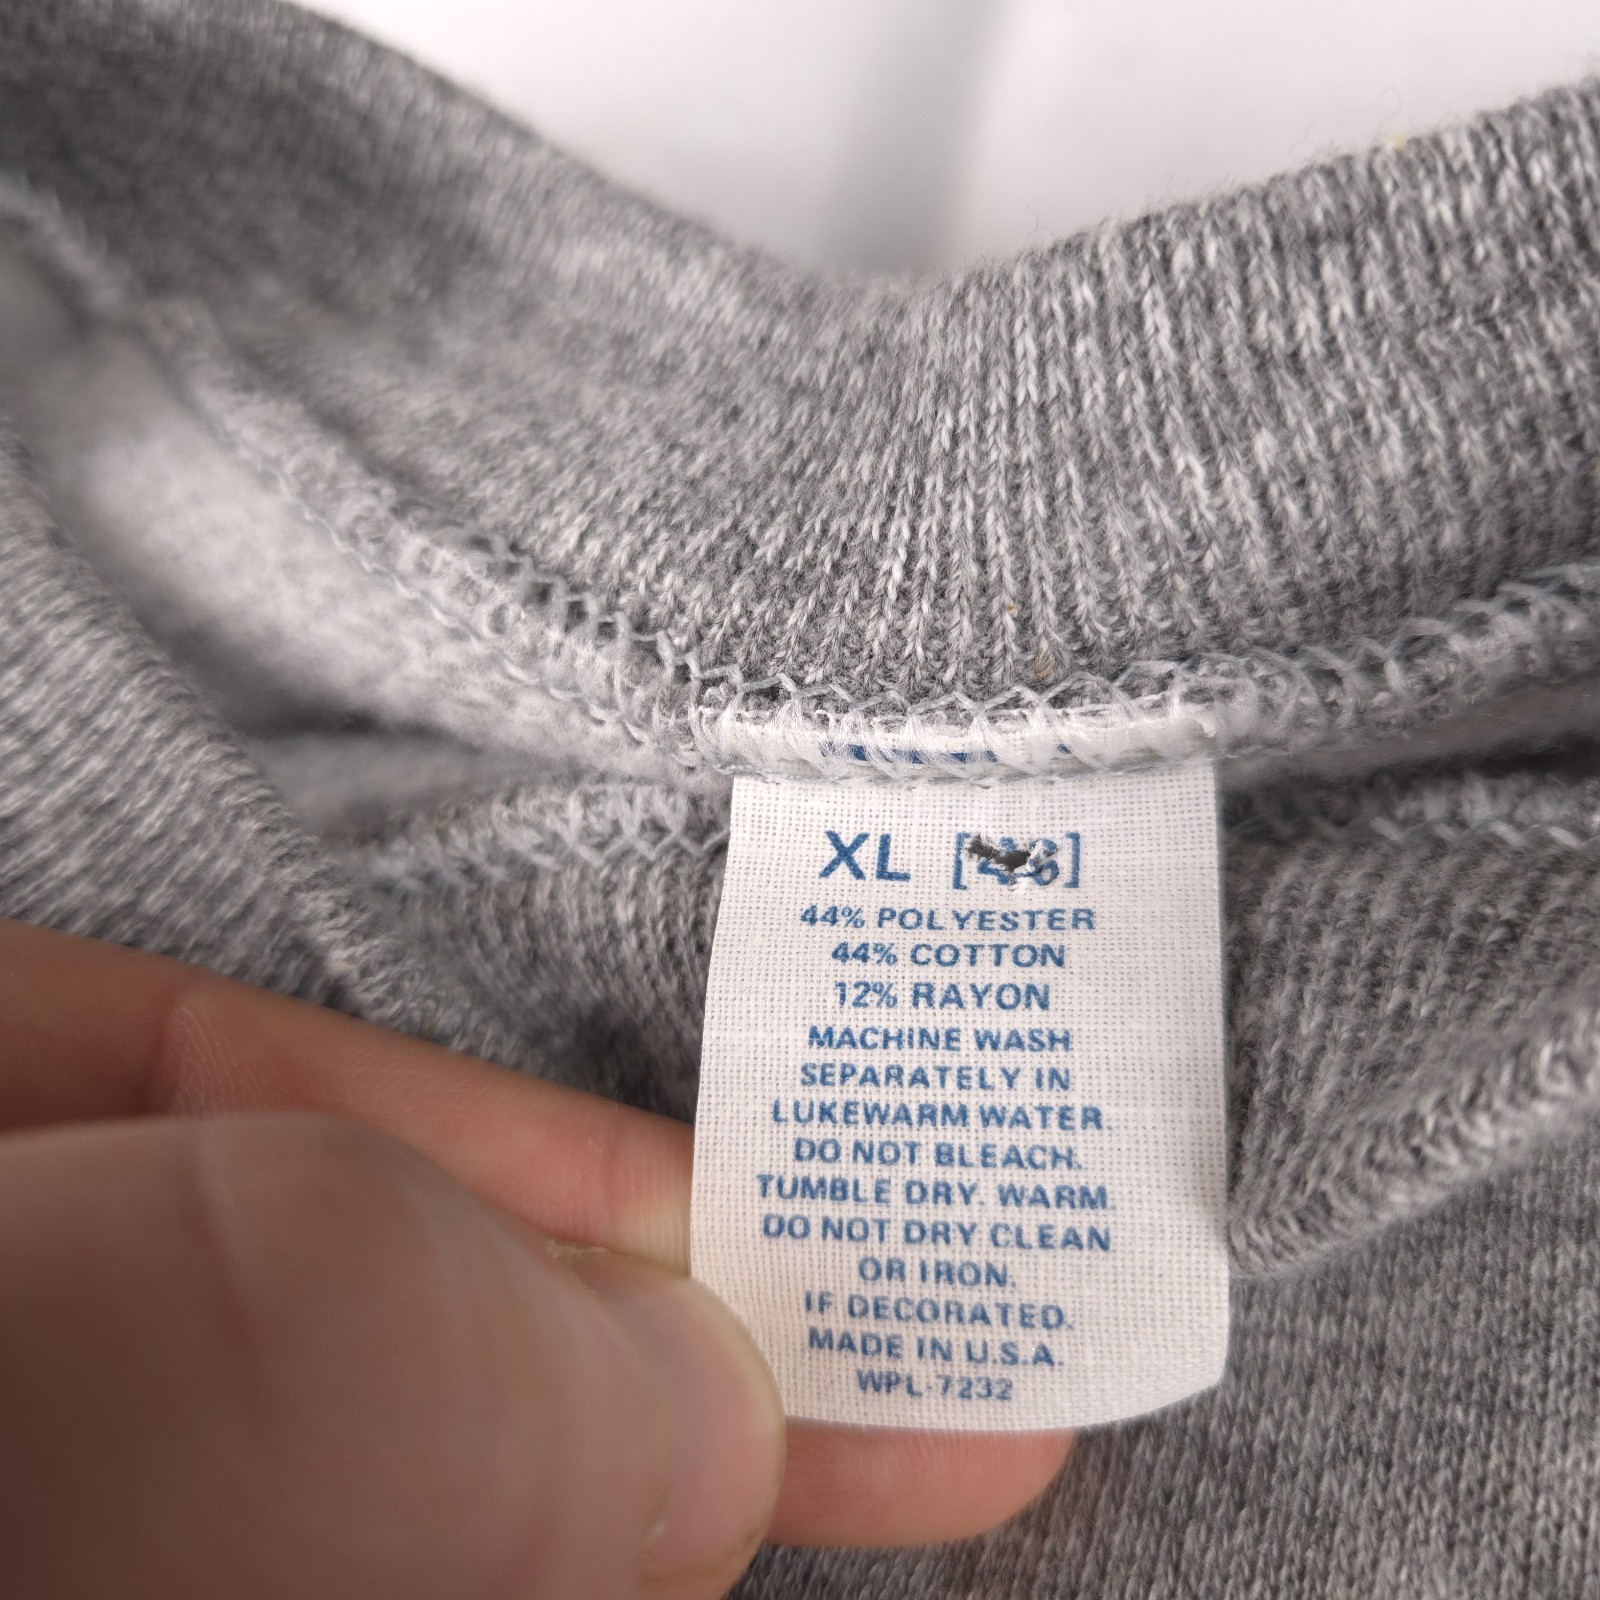 XL [48]
44% POLYESTER
44% COTTON
12% RAYON
MACHINE WASH
SEPARATELY IN
LUKEWARM WATER.
DO NOT BLEACH.
TUMBLE DRY. WARM.
DO NOT DRY CLEAN
OR IRON.
IF DECORATED.
MADE IN U.S.A.
WPL-7232